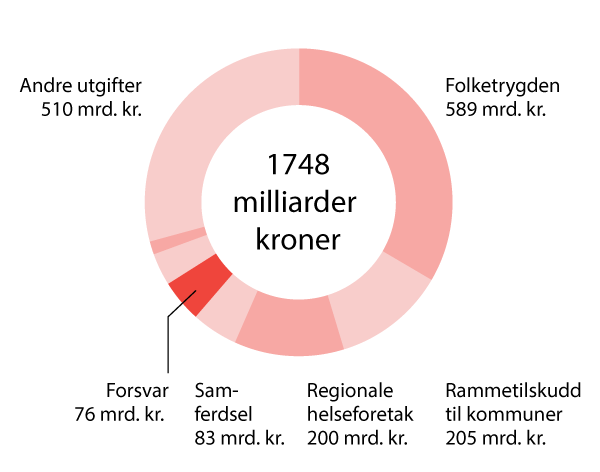 Andre utgifter
510 mrd. kr.
Folketrygden
589 mrd. kr.
1748
milliarder
kroner
Forsvar
76 mrd. kr.
Sam-
ferdsel
83 mrd. kr.
Regionale
helseforetak
200 mrd. kr.
Rammetilskudd
til kommuner
205 mrd. kr.